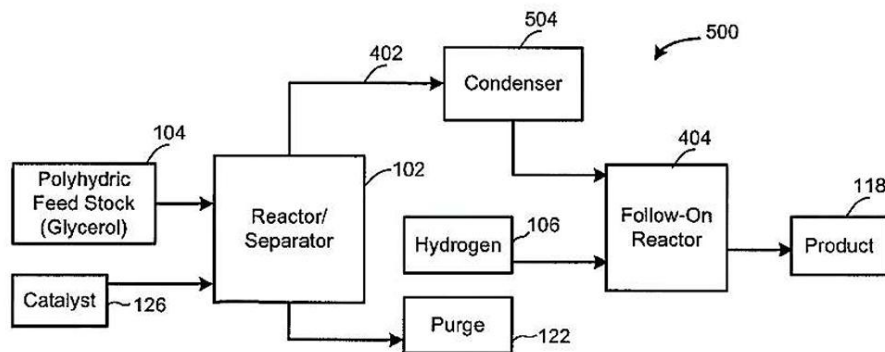 504
500
402
Condenser
104
404
Polyhydric
Feed Stock
(Glycerol)
102
Reactor/
Separator
118
Hydrogen
106
Follow-On
Reactor
Product
Catalyst
126
Purge
122